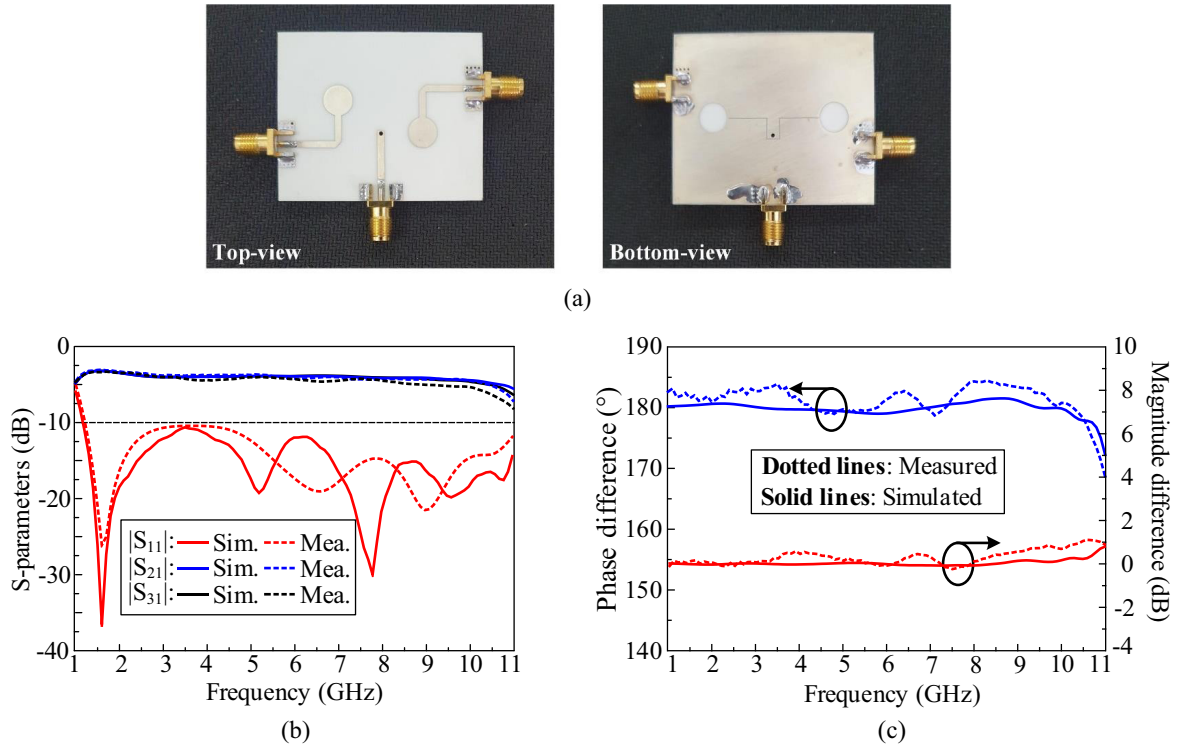 Top-view
Bottom-view
(a)
0
-10
-20
-30
-40
S-parameters (dB)
|S11|: Sim. Mea.
|S21|: Sim. Mea.
|S31|: Sim. Mea.
1 2 3 4 5 6 7 8 9 10 11
Frequency (GHz)
(b)
190
180
170
160
150
140
Phase difference (°)
10
8
6
4
2
0
-2
-4
Magnitude difference (dB)
Dotted lines: Measured
Solid lines: Simulated
1 2 3 4 5 6 7 8 9 10 11
Frequency (GHz)
(c)